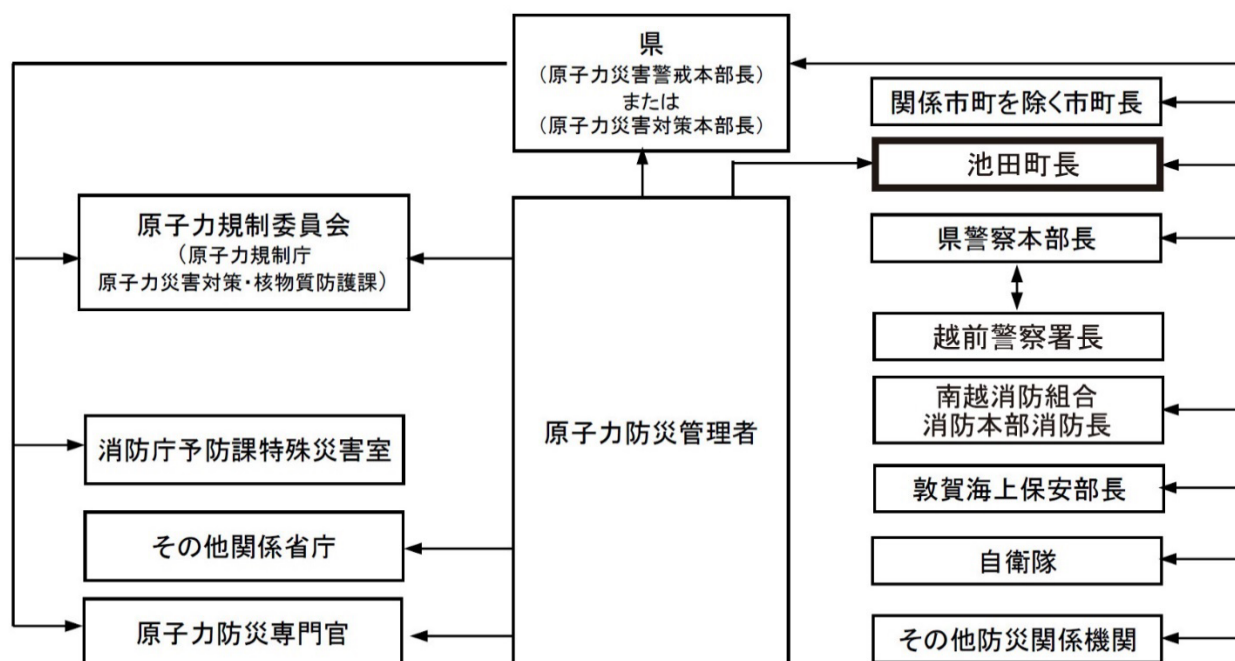 県
（原子力災害警戒本部長）
または
（原子力災害対策本部長）
関係市町を除く市町長
池田町長
原子力規制委員会
（原子力規制庁
原子力災害対策・核物質防護課）
県警察本部長
越前警察署長
南越消防組合
消防本部消防長
原子力防災管理者
消防庁予防課特殊災害室
敦賀海上保安部長
その他関係省庁
自衛隊
原子力防災専門官
その他防災関係機関